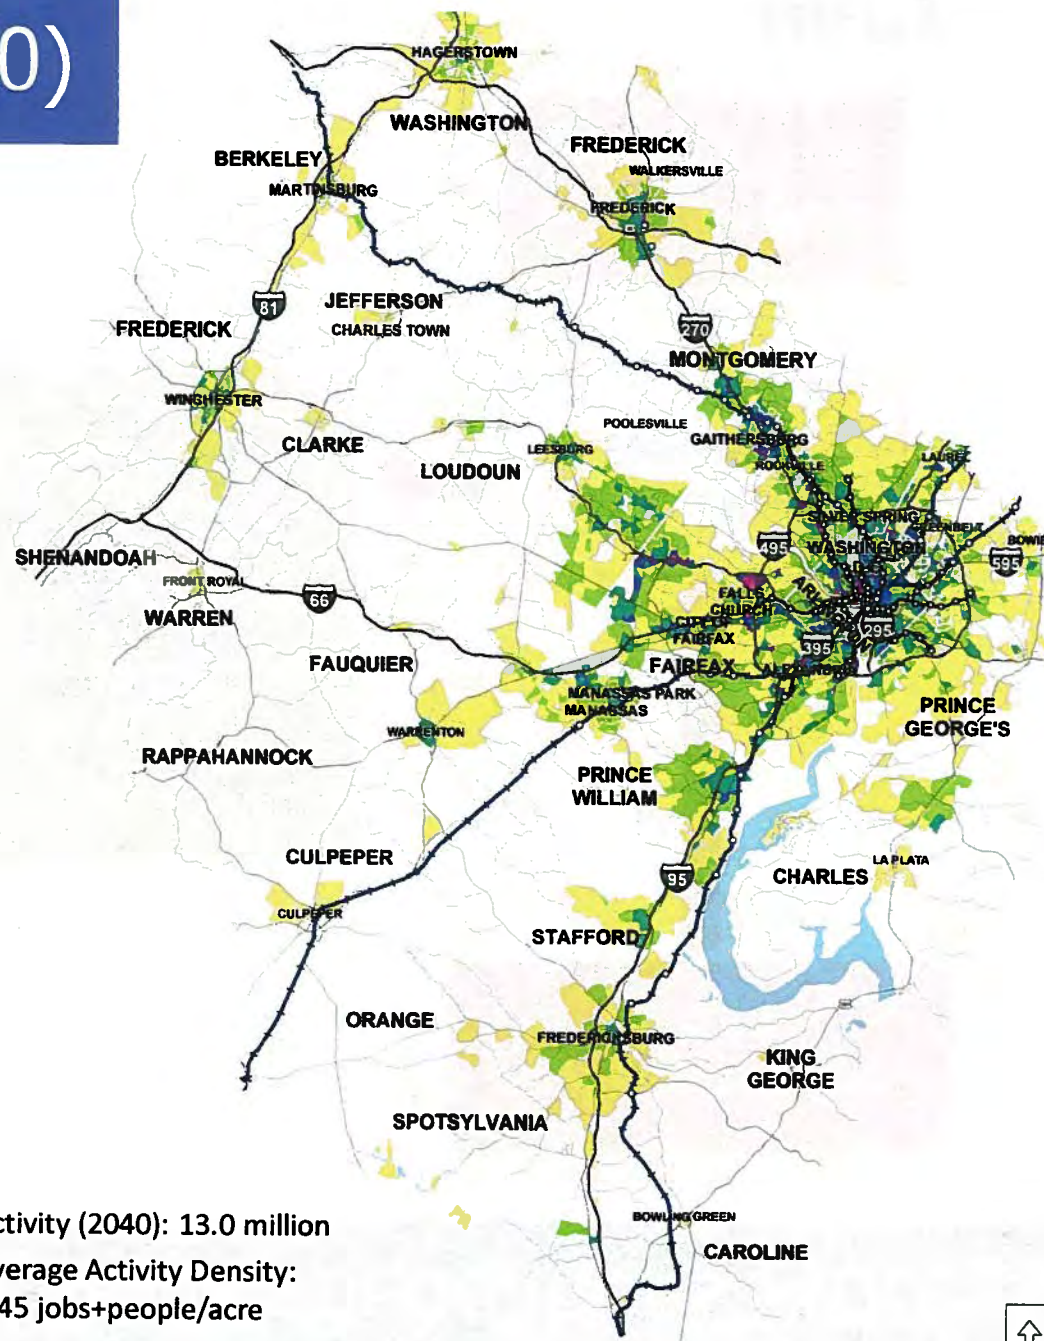 0)
HAGERSTOWN
WASHINGTON
FREDERICK
WALKERSVILLE
BERKELEY
MARTINSBURG
FREDERICK
81
JEFFERSON
CHARLES TOWN
FREDERICK
270
MONTGOMERY
WINCHESTER
CLARKE
POOLESVILLE
GAITHERSBURG
LEESBURG
LOUDOUN
ROCKVILLE
LAUREL
SILVER SPRING
GREENBELT
BOWIE
495
WASHINGTON
D.C.
595
SHENANDOAH
FRONT ROYAL
WARREN
66
FALLS
CHURCH
ARLINGTON
CITY OF
FAIRFAX
295
395
FAUQUIER
FAIRFAX
ALEXANDRIA
MANASSAS PARK
MANASSAS
PRINCE
GEORGE'S
WARRENTON
RAPPAHANNOCK
PRINCE
WILLIAM
CULPEPER
LA PLATA
CHARLES
95
CULPEPER
STAFFORD
ORANGE
FREDERICKSBURG
KING
GEORGE
SPOTSYLVANIA
BOWLING GREEN
CAROLINE
ctivity (2040): 13.0 million
verage Activity Density:
45 jobs+people/acre